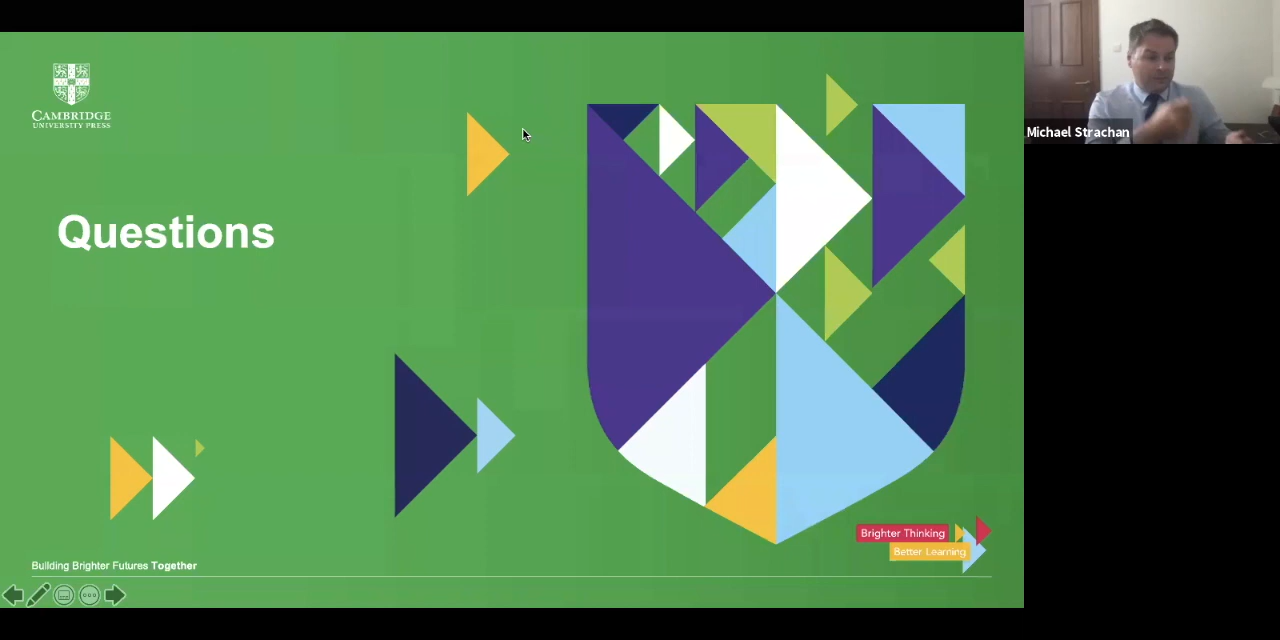 CAMBRIDGE
UNIVERSITY PRESS
Michael Strachan
Questions
Brighter Thinking
Better Learning
Building Brighter Futures Together